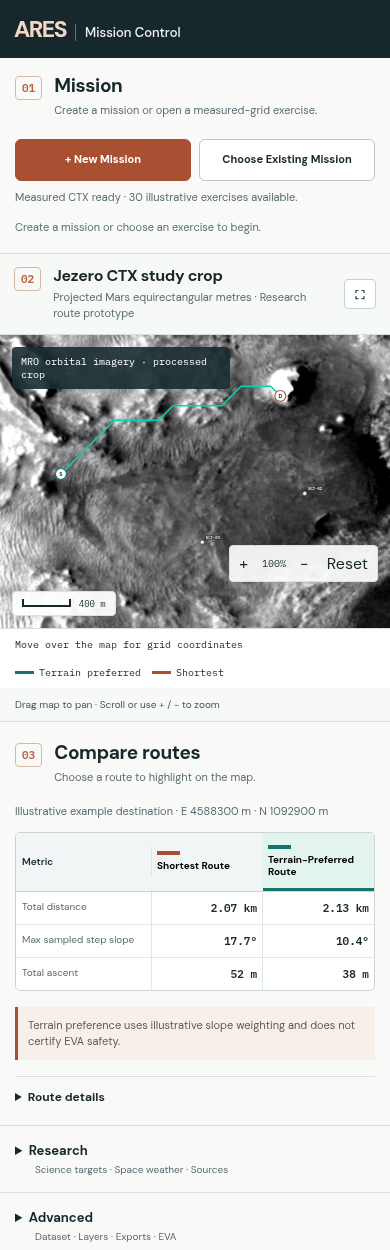 ARES
Mission Control
01
Mission
Create a mission or open a measured-grid exercise.
+ New Mission
Choose Existing Mission
Measured CTX ready · 30 illustrative exercises available.
Create a mission or choose an exercise to begin.
02
Jezero CTX study crop
Projected Mars equirectangular metres · Research
route prototype
MRO orbital imagery - processed
crop
S
D
SCI-02
SCI-03
+ 100% − Reset
400 m
Move over the map for grid coordinates
Terrain preferred
Shortest
Drag map to pan · Scroll or use + / − to zoom
03
Compare routes
Choose a route to highlight on the map.
Illustrative example destination · E 4588300 m · N 1092900 m
Metric
Shortest Route
Terrain-Preferred
Route
Total distance 2.07 km 2.13 km
Max sampled step slope 17.7° 10.4°
Total ascent 52 m 38 m
Terrain preference uses illustrative slope weighting and does not
certify EVA safety.
Route details
Research
Science targets · Space weather · Sources
Advanced
Dataset · Layers · Exports · EVA